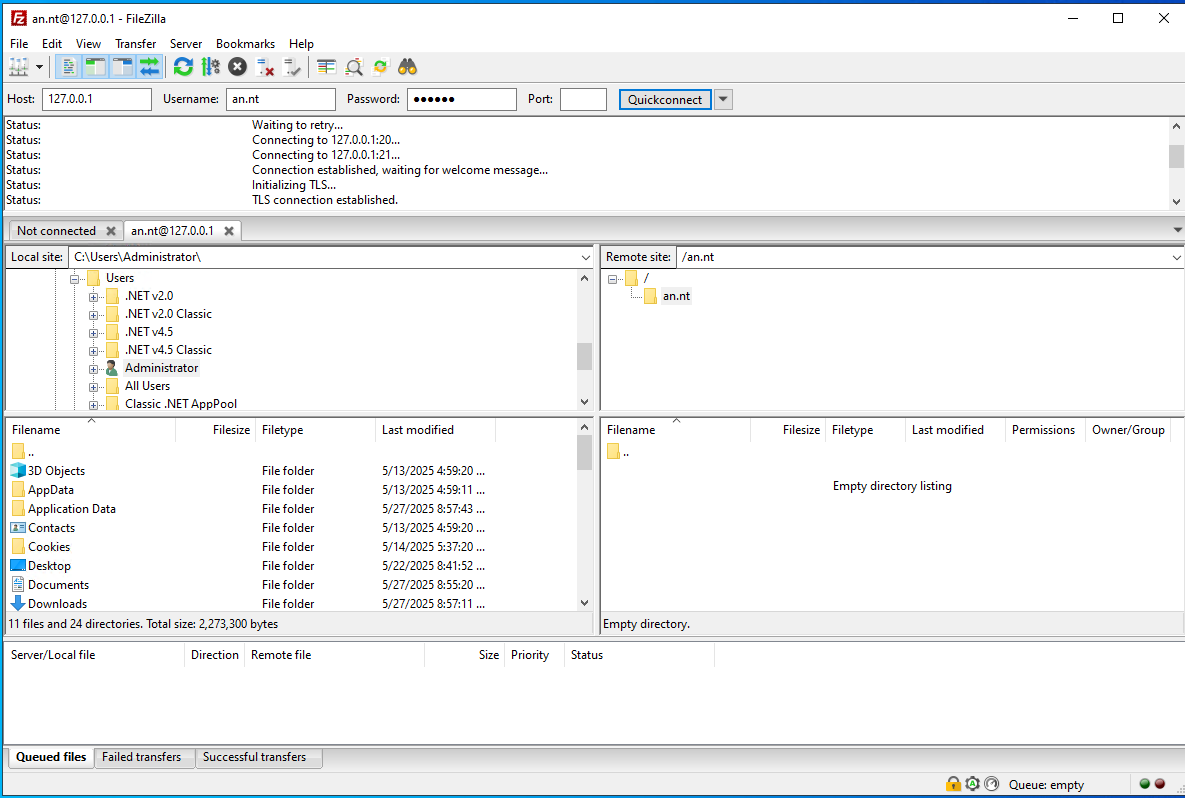 an.nt@127.0.0.1 - FileZilla
File Edit View Transfer Server Bookmarks Help
Host: 127.0.0.1 Username: an.nt Password: ●●●●●● Port: Quickconnect
Status: Waiting to retry...
Status: Connecting to 127.0.0.1:20...
Status: Connecting to 127.0.0.1:21...
Status: Connection established, waiting for welcome message...
Status: Initializing TLS...
Status: TLS connection established.
Not connected an.nt@127.0.0.1
Local site: C:\Users\Administrator\
Users
.NET v2.0
.NET v2.0 Classic
.NET v4.5
.NET v4.5 Classic
Administrator
All Users
Classic .NET AppPool
Remote site: /an.nt
/
an.nt
Filename Filesize Filetype Last modified
..
3D Objects File folder 5/13/2025 4:59:20 ...
AppData File folder 5/13/2025 4:59:11 ...
Application Data File folder 5/27/2025 8:57:43 ...
Contacts File folder 5/13/2025 4:59:20 ...
Cookies File folder 5/14/2025 5:37:20 ...
Desktop File folder 5/22/2025 8:41:52 ...
Documents File folder 5/27/2025 8:55:20 ...
Downloads File folder 5/27/2025 8:57:11 ...
11 files and 24 directories. Total size: 2,273,300 bytes
Filename Filesize Filetype Last modified Permissions Owner/Group
..
Empty directory listing
Empty directory.
Server/Local file Direction Remote file Size Priority Status
Queued files Failed transfers Successful transfers
Queue: empty